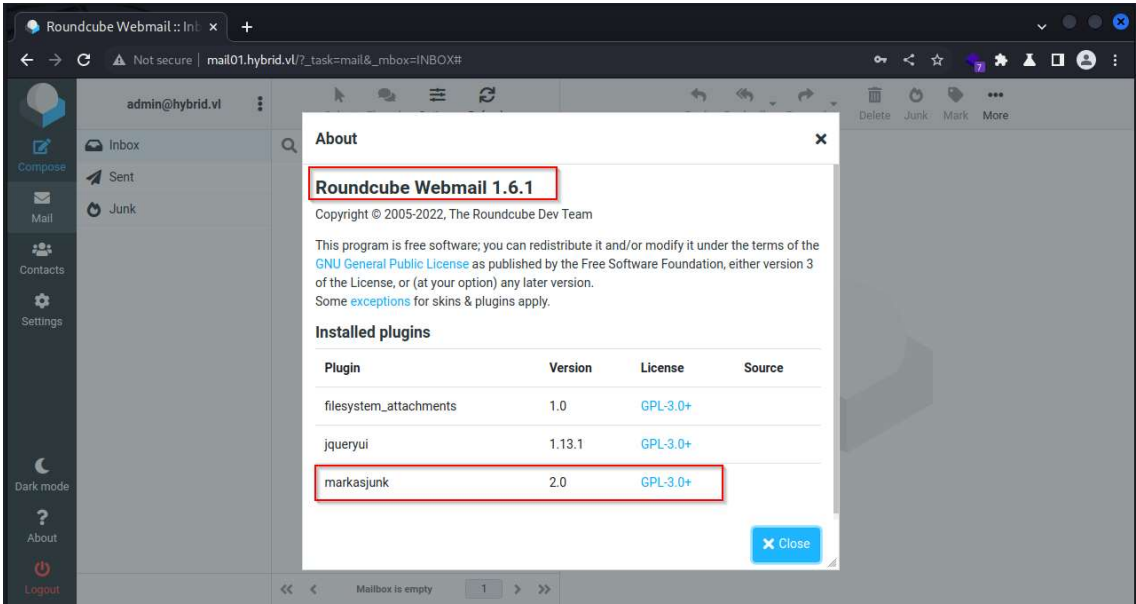 Roundcube Webmail :: Inb
Not secure | mail01.hybrid.vl/?_task=mail&_mbox=INBOX#
7
admin@hybrid.vl
Delete Junk Mark More
Compose
Mail
Contacts
Settings
Dark mode
About
Logout
Inbox
Sent
Junk
About
Roundcube Webmail 1.6.1
Copyright © 2005-2022, The Roundcube Dev Team
This program is free software; you can redistribute it and/or modify it under the terms of the
GNU General Public License as published by the Free Software Foundation, either version 3
of the License, or (at your option) any later version.
Some exceptions for skins & plugins apply.
Installed plugins
Plugin Version License Source
filesystem_attachments 1.0 GPL-3.0+
jqueryui 1.13.1 GPL-3.0+
markasjunk 2.0 GPL-3.0+
Close
Mailbox is empty 1